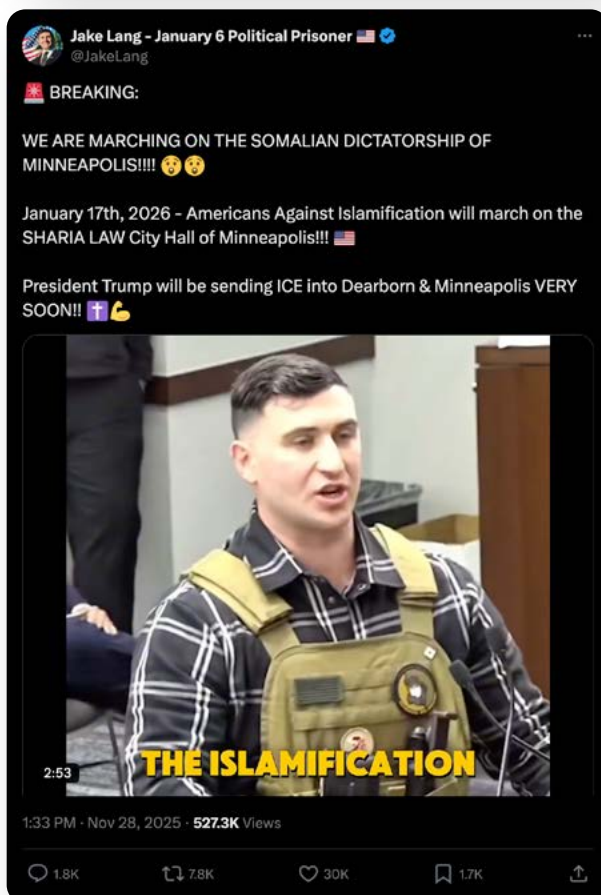 Jake Lang - January 6 Political Prisoner 🇺🇸
@JakeLang
🚨 BREAKING:
WE ARE MARCHING ON THE SOMALIAN DICTATORSHIP OF
MINNEAPOLIS!!!! 😲😲
January 17th, 2026 - Americans Against Islamification will march on the
SHARIA LAW City Hall of Minneapolis!!! 🇺🇸
President Trump will be sending ICE into Dearborn & Minneapolis VERY
SOON!! ✝️💪
THE ISLAMIFICATION
2:53
1:33 PM · Nov 28, 2025 · 527.3K Views
1.8K 7.8K 30K 1.7K